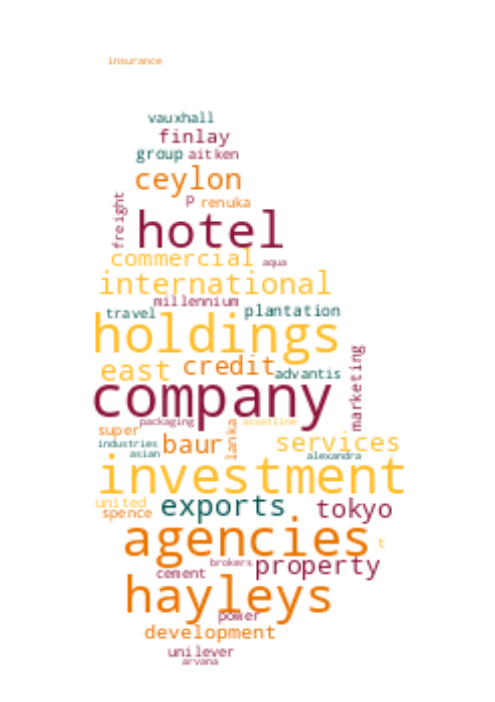 insurance
vauxhall
finlay
group aitken
ceylon
p renuka
freight
hotel
commercial aqua
international
millennium
travel plantation
holdings
credit
east advantis
marketing
company
packaging assetline
super
lanka
industries baur services
asian alexandra
investment
united
spence exports tokyo
agencies t
brokers property
cement
hayleys
power
development
unilever
arvana